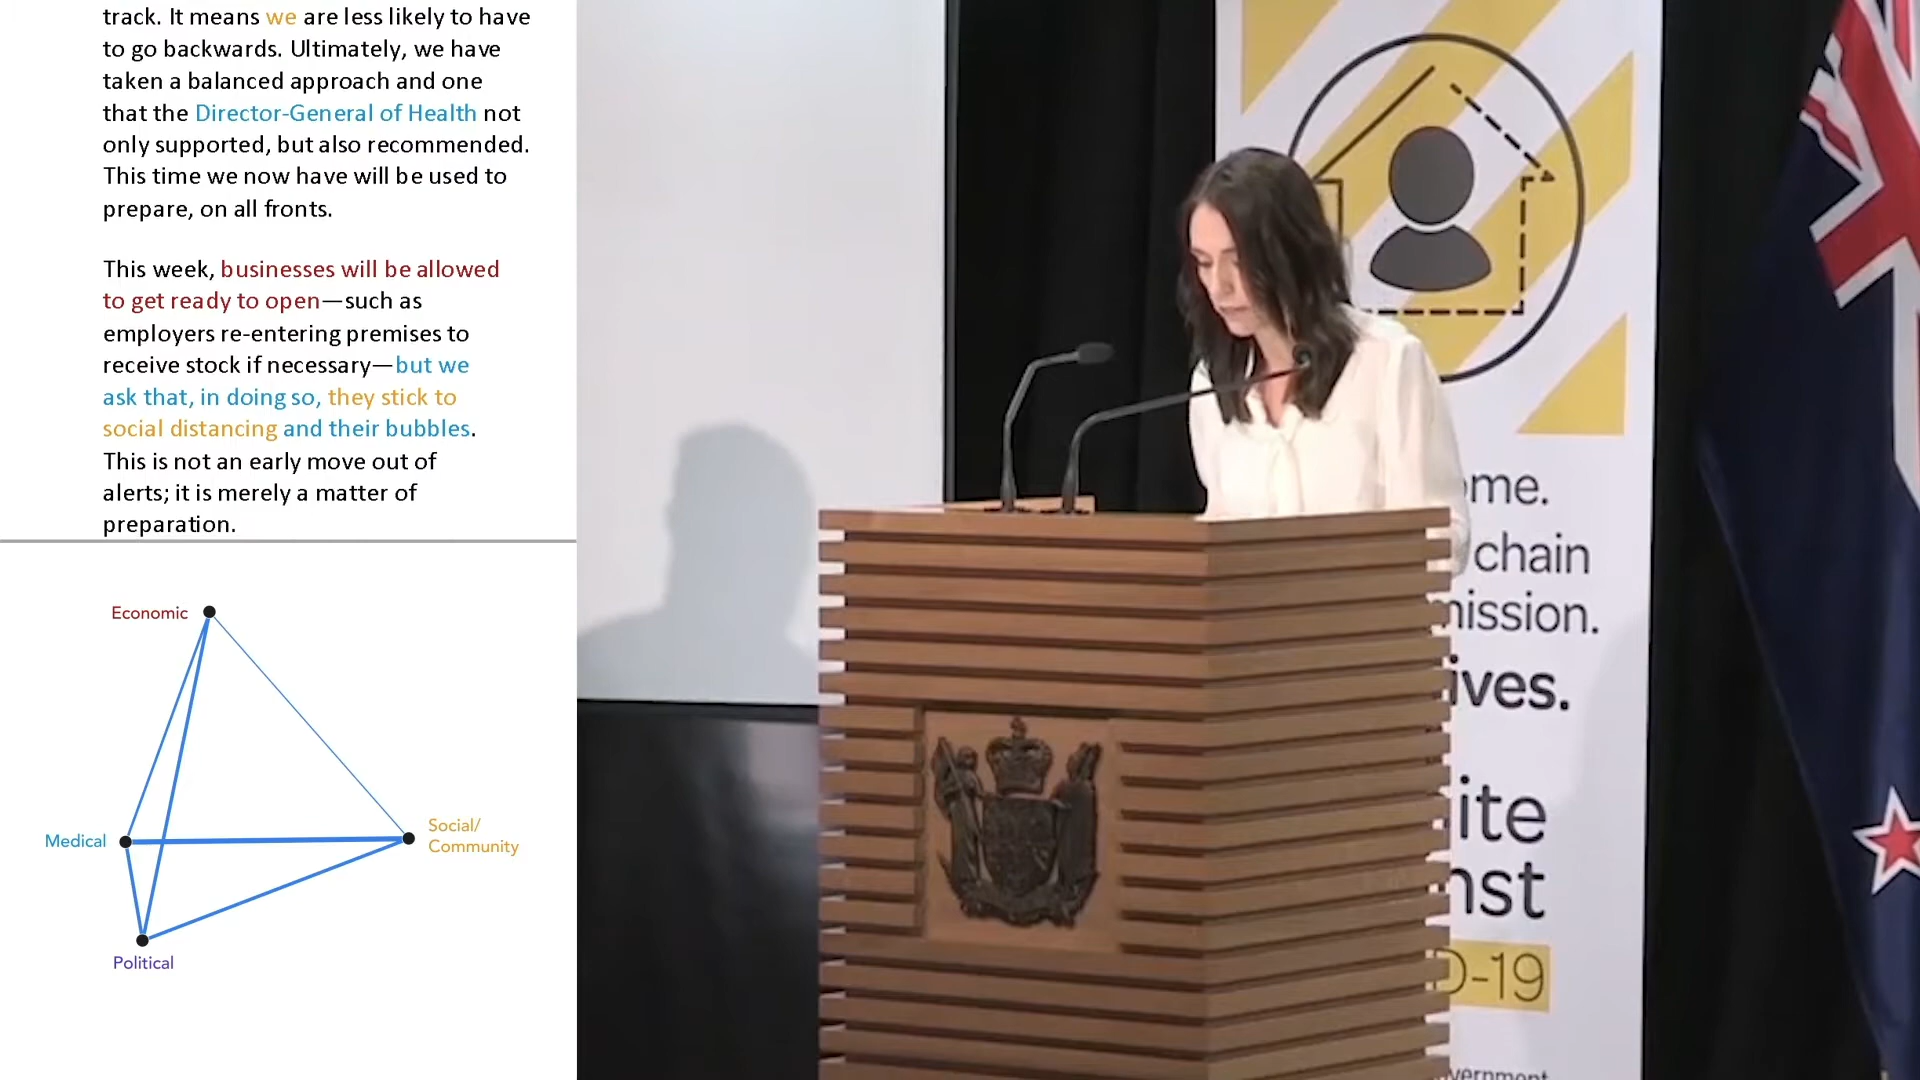 track. It means we are less likely to have
to go backwards. Ultimately, we have
taken a balanced approach and one
that the Director-General of Health not
only supported, but also recommended.
This time we now have will be used to
prepare, on all fronts.
This week, businesses will be allowed
to get ready to open—such as
employers re-entering premises to
receive stock if necessary—but we
ask that, in doing so, they stick to
social distancing and their bubbles.
This is not an early move out of
alerts; it is merely a matter of
preparation.
Economic
Medical
Social/
Community
Political
ome.
chain
mission.
ives.
ite
nst
D-19
vernment